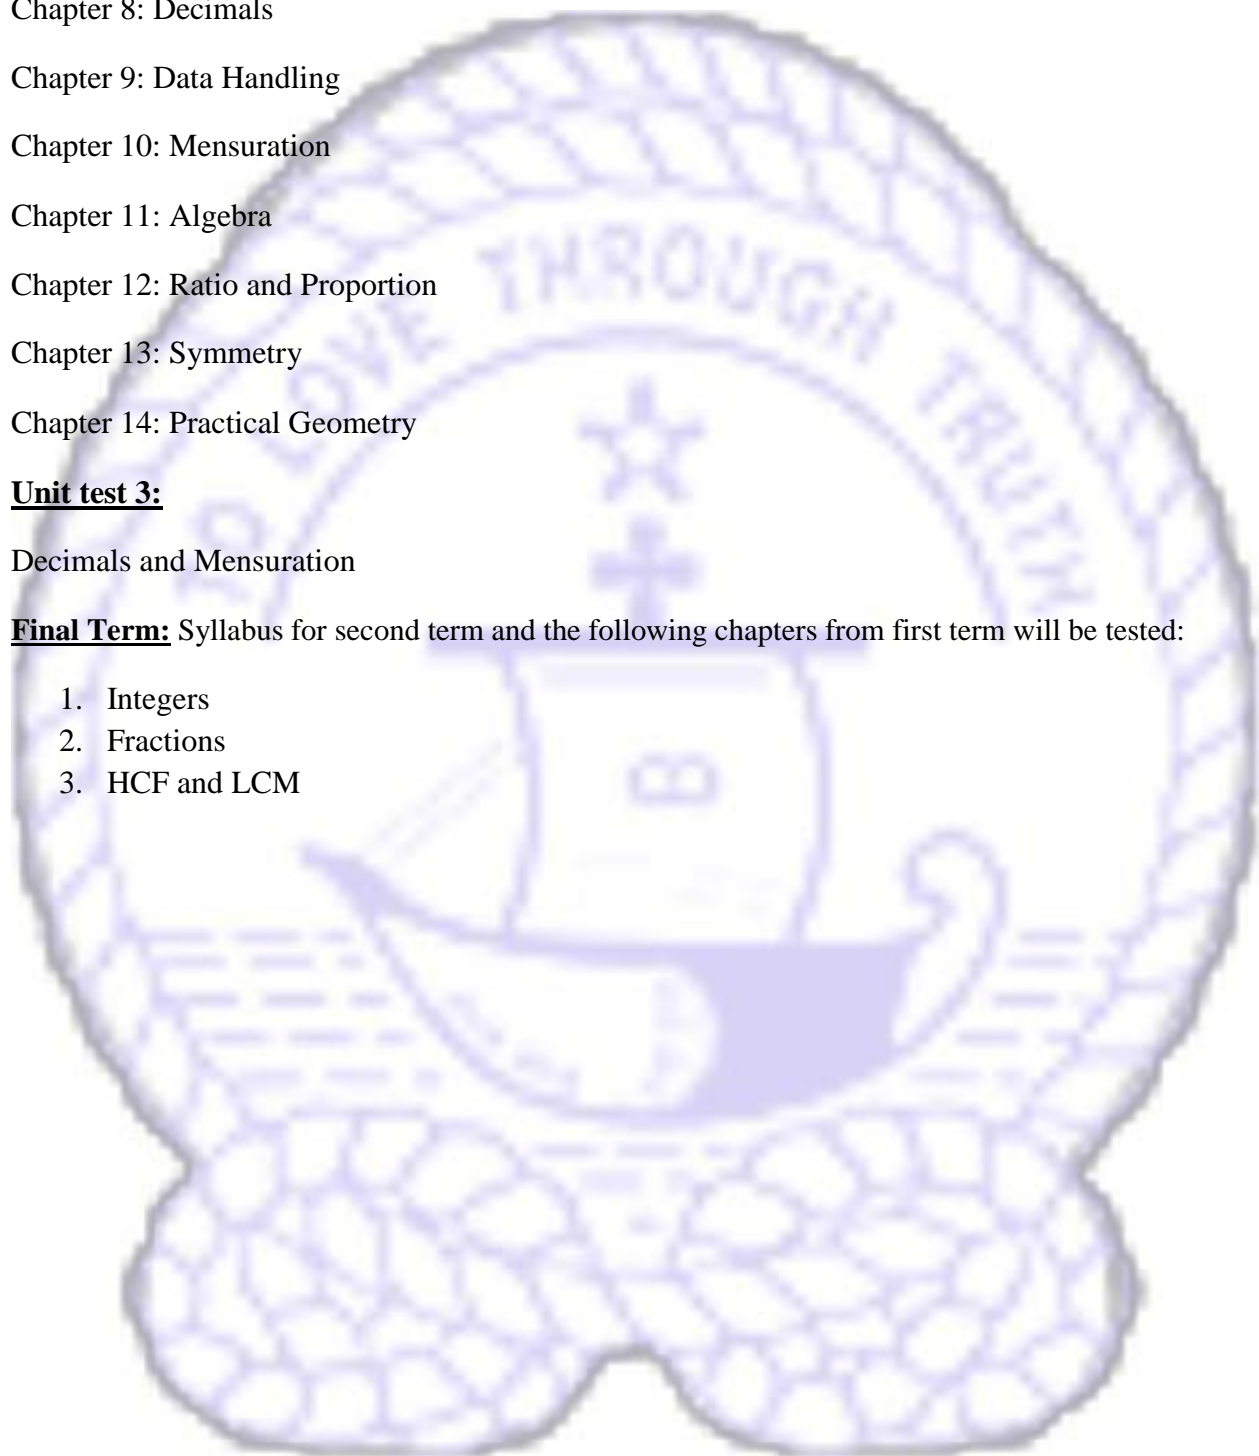 Chapter 8: Decimals
Chapter 9: Data Handling
Chapter 10: Mensuration
Chapter 11: Algebra
Chapter 12: Ratio and Proportion
Chapter 13: Symmetry
Chapter 14: Practical Geometry
Unit test 3:
Decimals and Mensuration
Final Term: Syllabus for second term and the following chapters from first term will be tested:
1. Integers
2. Fractions
3. HCF and LCM
TO LOVE THROUGH TRUTH